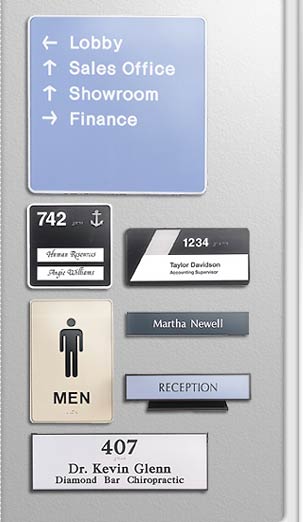 ← Lobby
↑ Sales Office
↑ Showroom
→ Finance
742
Human Resources
Angie Williams
1234
Taylor Davidson
Accounting Supervisor
Martha Newell
MEN
RECEPTION
407
Dr. Kevin Glenn
Diamond Bar Chiropractic